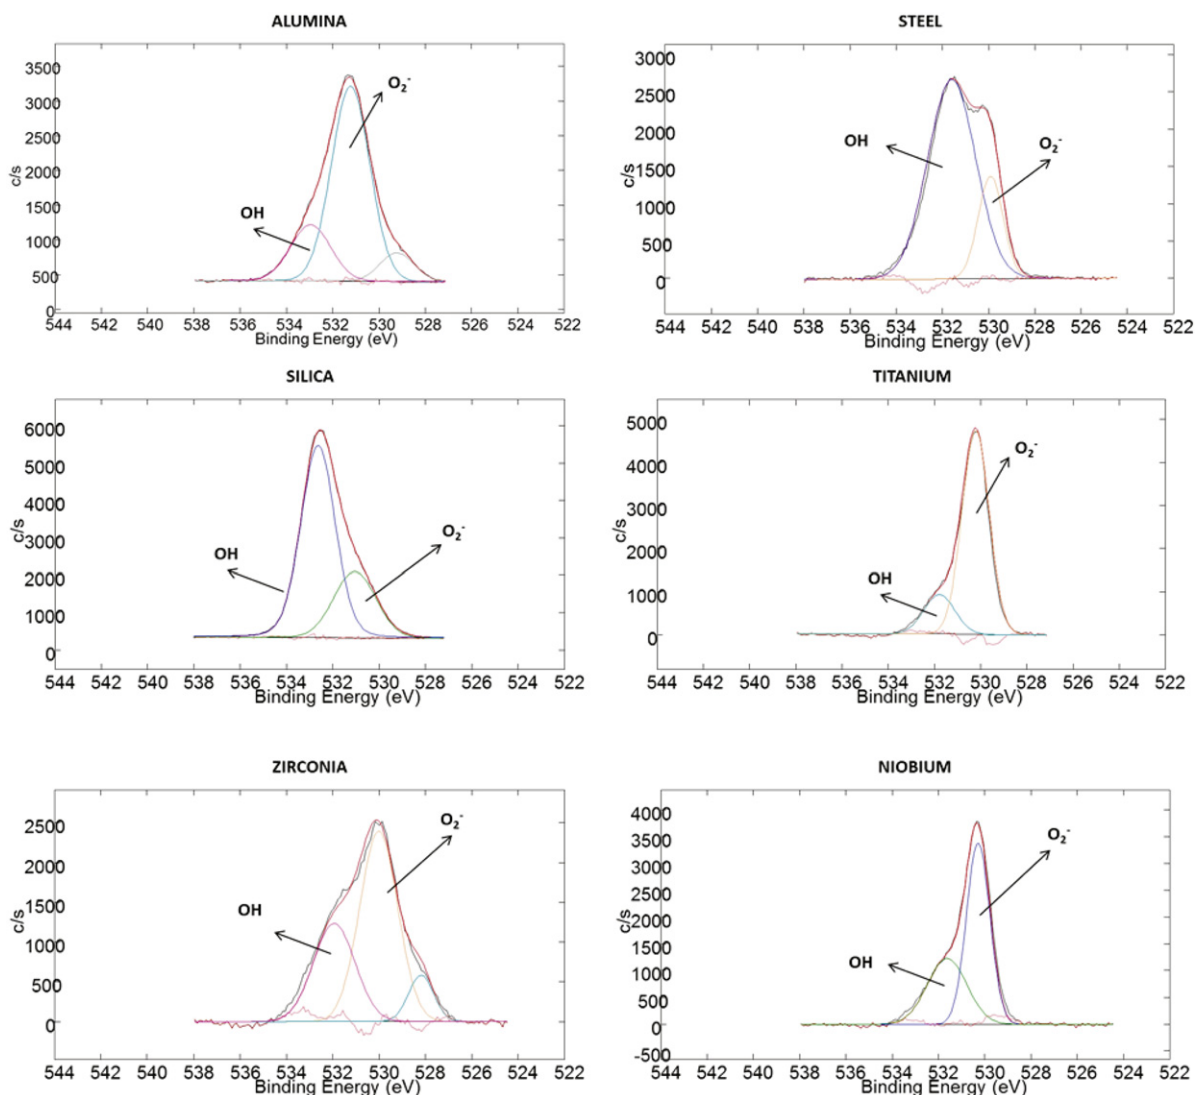 ALUMINA
3500
3000
2500
2000
1500
1000
500
0
c/s
OH
O₂⁻
544 542 540 538 536 534 532 530 528 526 524 522
Binding Energy (eV)
STEEL
3000
2500
2000
1500
1000
500
0
c/s
OH
O₂⁻
544 542 540 538 536 534 532 530 528 526 524 522
Binding Energy (eV)
SILICA
6000
5000
4000
3000
2000
1000
0
c/s
OH
O₂⁻
544 542 540 538 536 534 532 530 528 526 524 522
Binding Energy (eV)
TITANIUM
5000
4000
3000
2000
1000
0
c/s
OH
O₂⁻
544 542 540 538 536 534 532 530 528 526 524 522
Binding Energy (eV)
ZIRCONIA
2500
2000
1500
1000
500
0
c/s
OH
O₂⁻
544 542 540 538 536 534 532 530 528 526 524 522
Binding Energy (eV)
NIOBIUM
4000
3500
3000
2500
2000
1500
1000
500
0
-500
c/s
OH
O₂⁻
544 542 540 538 536 534 532 530 528 526 524 522
Binding Energy (eV)